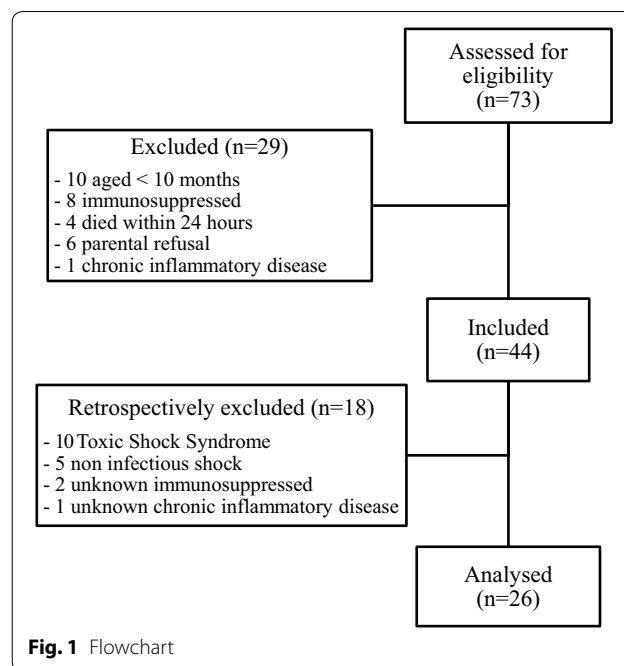 Assessed for
eligibility
(n=73)
Excluded (n=29)
- 10 aged < 10 months
- 8 immunosuppressed
- 4 died within 24 hours
- 6 parental refusal
- 1 chronic inflammatory disease
Included
(n=44)
Retrospectively excluded (n=18)
- 10 Toxic Shock Syndrome
- 5 non infectious shock
- 2 unknown immunosuppressed
- 1 unknown chronic inflammatory disease
Analysed
(n=26)
Fig. 1 Flowchart